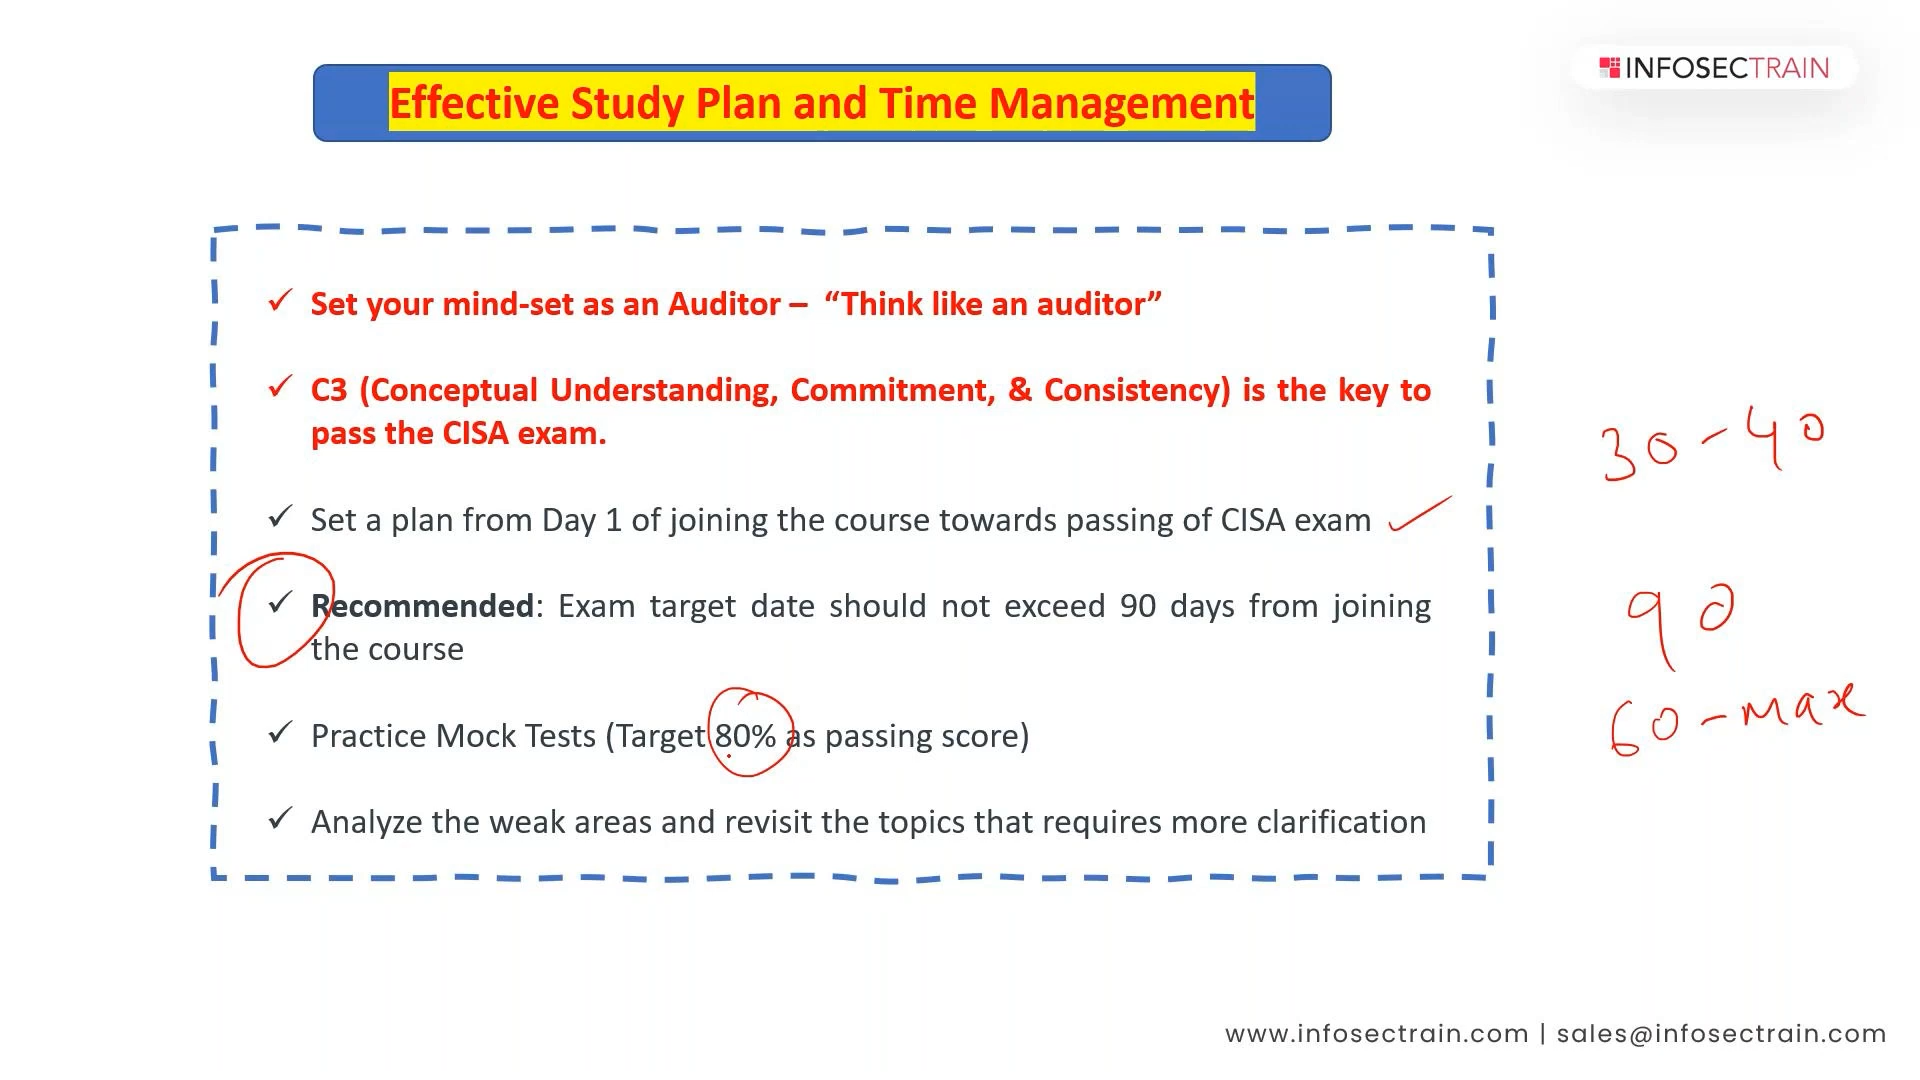 Effective Study Plan and Time Management
INFOSECTRAIN
✓ Set your mind-set as an Auditor – “Think like an auditor”
✓ C3 (Conceptual Understanding, Commitment, & Consistency) is the key to
pass the CISA exam.
✓ Set a plan from Day 1 of joining the course towards passing of CISA exam
✓ Recommended: Exam target date should not exceed 90 days from joining
the course
✓ Practice Mock Tests (Target 80% as passing score)
✓ Analyze the weak areas and revisit the topics that requires more clarification
30-40
90
60-max
www.infosectrain.com | sales@infosectrain.com